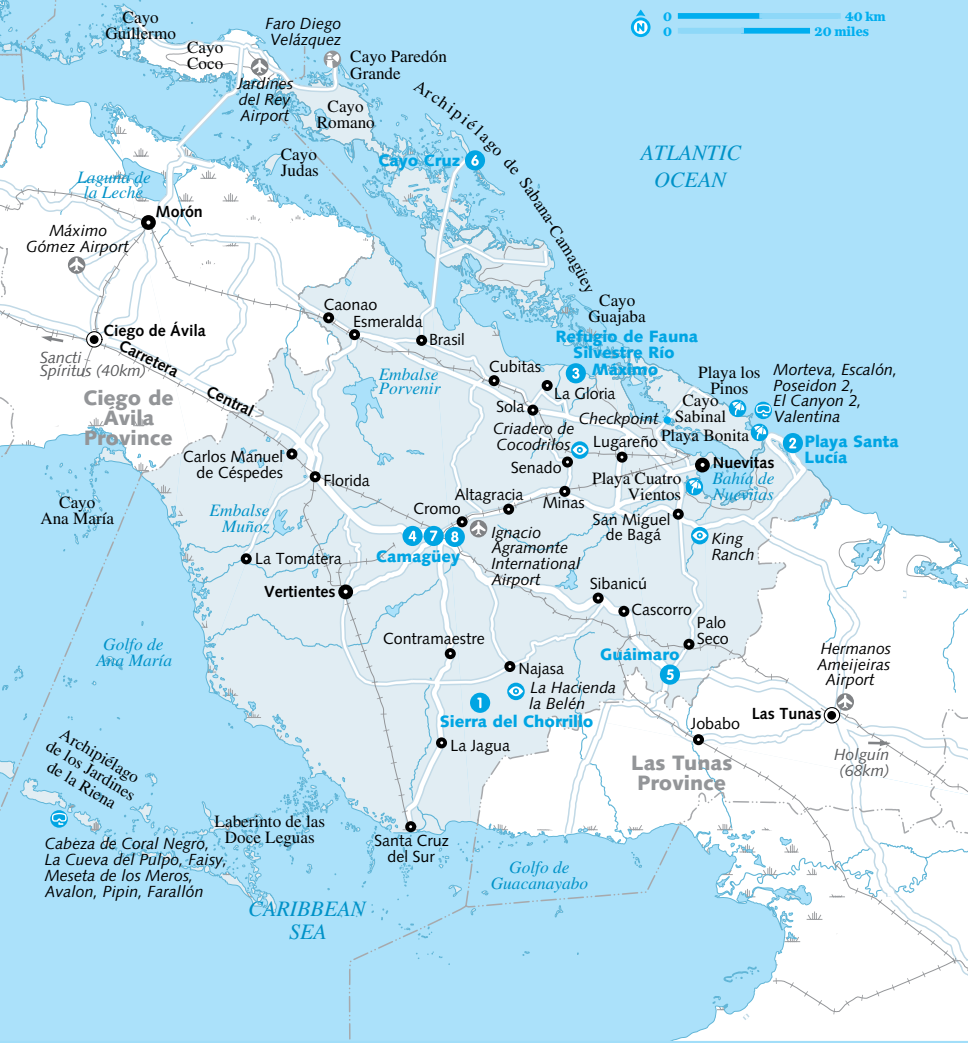 Cayo
Guillermo
Faro Diego
Velázquez
0 40 km
0 20 miles
N
Cayo
Coco
Cayo Paredón
Grande
Jardines
del Rey
Airport
Cayo
Romano
Archipiélago de Sabana-Camagüey
Cayo
Judas
Cayo Cruz 6
ATLANTIC
OCEAN
Laguna de
la Leche
Morón
Máximo
Gómez Airport
Cayo
Guajaba
Caonao
Esmeralda
Brasil
Ciego de Ávila
Carretera
Central
Sancti
Spíritus (40km)
Refugio de Fauna
Silvestre Río
Máximo
3
Embalse
Porvenir
Cubitas
La Gloria
Sola
Playa los
Pinos
Cayo
Sabinal
Morteva, Escalón,
Poseidon 2,
El Canyon 2,
Valentina
Ciego de
Ávila
Province
Checkpoint
Criadero de
Cocodrilos
Lugareño
Playa Bonita
2 Playa Santa
Lucía
Carlos Manuel
de Céspedes
Florida
Senado
Nuevitas
Bahía de
Nuevitas
Playa Cuatro
Vientos
Minas
Altagracia
Cromo
Cayo
Ana María
Embalse
Muñoz
San Miguel
de Bagá
King
Ranch
4 7 8
Camagüey
Ignacio
Agramonte
International
Airport
La Tomatera
Vertientes
Sibanicú
Cascorro
Palo
Seco
Golfo de
Ana María
Contramaestre
Najasa
Guáimaro
5
Hermanos
Ameijeiras
Airport
La Hacienda
la Belén
1
Sierra del Chorrillo
Las Tunas
Jobabo
La Jagua
Holguín
(68km)
Las Tunas
Province
Archipiélago
de los Jardines
de la Riena
Laberinto de las
Doce Leguas
Santa Cruz
del Sur
Cabeza de Coral Negro,
La Cueva del Pulpo, Faisy,
Meseta de los Meros,
Avalon, Pipin, Farallón
Golfo de
Guacanayabo
CARIBBEAN
SEA